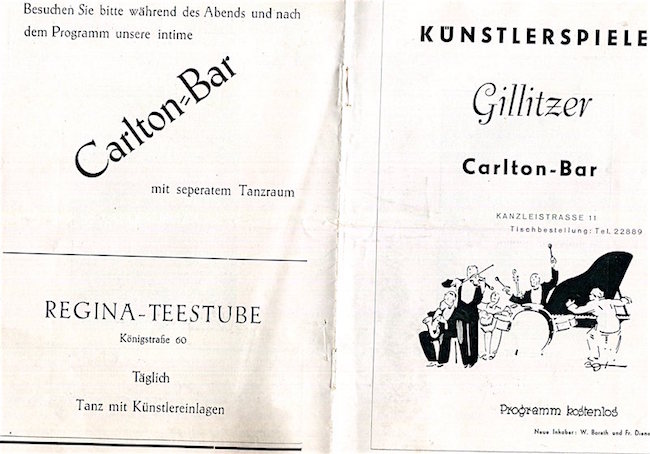 Besuchen Sie bitte während des Abends und nach
dem Programm unsere intime
Carlton=Bar
mit seperatem Tanzraum
REGINA-TEESTUBE
Königstraße 60
Täglich
Tanz mit Künstlereinlagen
KÜNSTLERSPIELE
Gillitzer
Carlton-Bar
KANZLEISTRASSE 11
Tischbestellung: Tel. 22889
Programm kostenlos
Neue Inhaber: W. Barath und Fr.